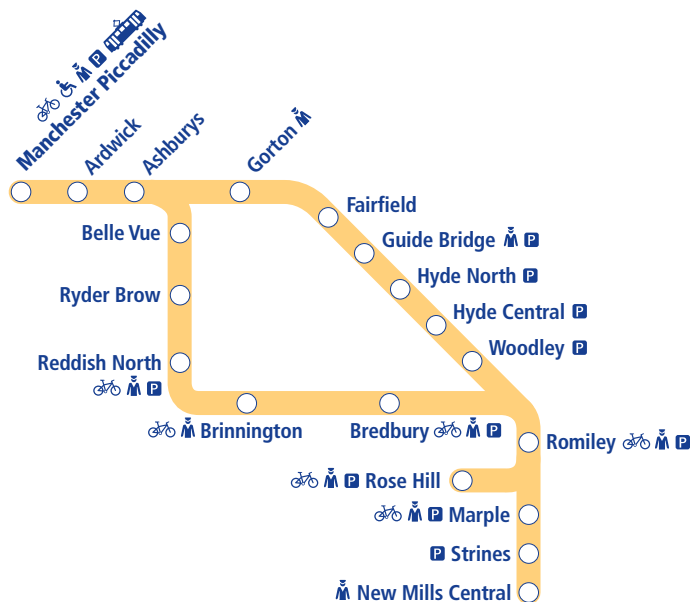 Manchester Piccadilly
P
Ardwick
Ashburys
Gorton
Fairfield
Belle Vue
Guide Bridge P
Hyde North P
Ryder Brow
Hyde Central P
Woodley P
Reddish North
P
Brinnington
Bredbury P
Romiley P
P Rose Hill
P Marple
P Strines
New Mills Central